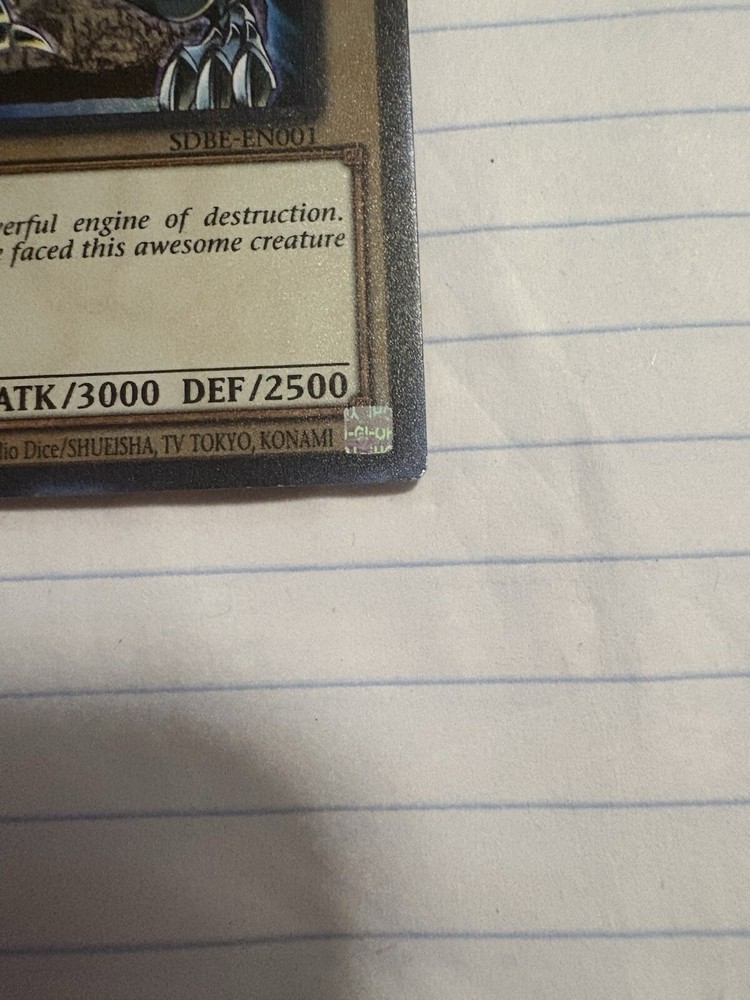 SDBE-EN001
erful engine of destruction.
faced this awesome creature
ATK/3000 DEF/2500
Dice/SHUEISHA, TV TOKYO, KONAMI